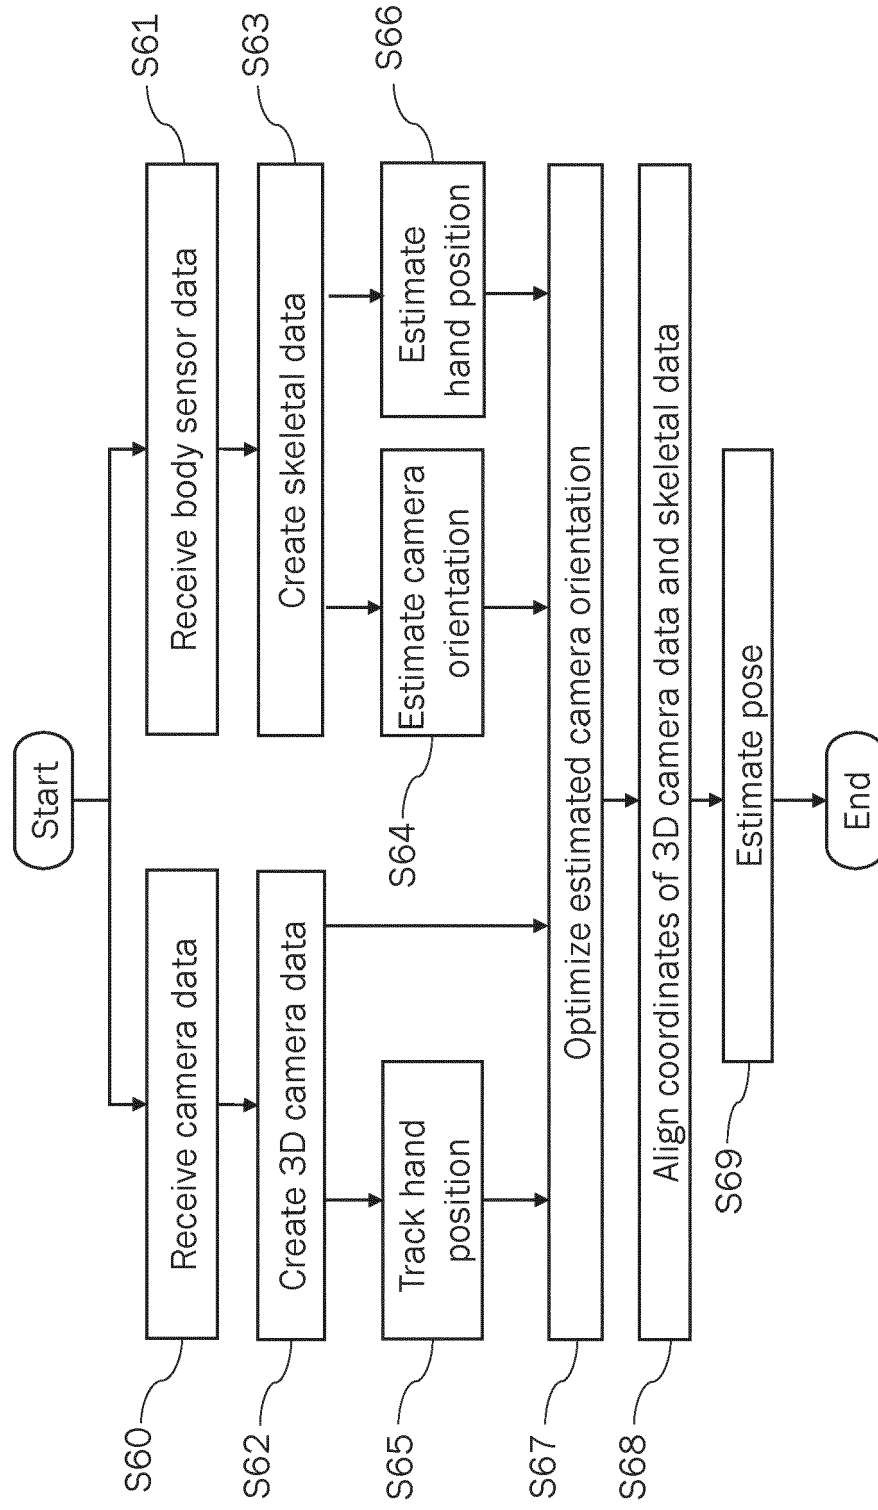 Start
S60
Receive camera data
Receive body sensor data
S61
S62
Create 3D camera data
Create skeletal data
S63
S65
Track hand
position
S64
Estimate camera
orientation
Estimate
hand position
S66
S67
Optimize estimated camera orientation
S68
Align coordinates of 3D camera data and skeletal data
S69
Estimate pose
End